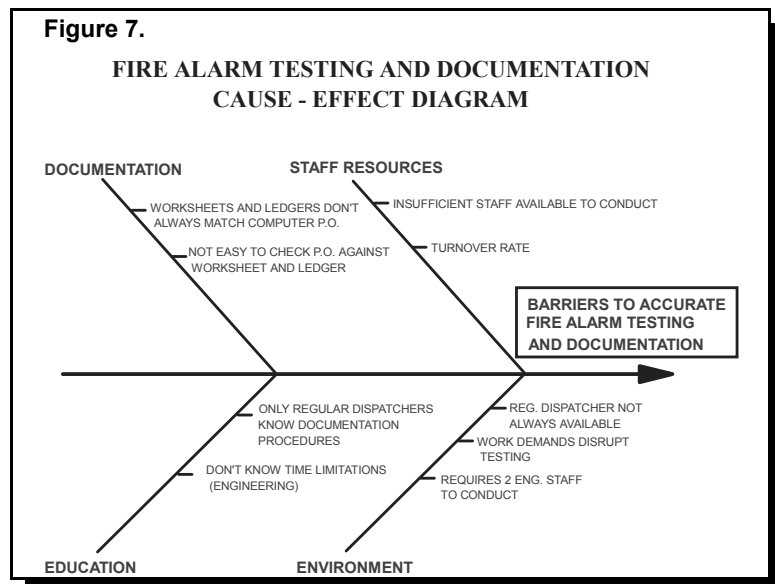 Figure 7.
FIRE ALARM TESTING AND DOCUMENTATION
CAUSE - EFFECT DIAGRAM
DOCUMENTATION
WORKSHEETS AND LEDGERS DON'T
ALWAYS MATCH COMPUTER P.O.
NOT EASY TO CHECK P.O. AGAINST
WORKSHEET AND LEDGER
STAFF RESOURCES
INSUFFICIENT STAFF AVAILABLE TO CONDUCT
TURNOVER RATE
BARRIERS TO ACCURATE
FIRE ALARM TESTING
AND DOCUMENTATION
ONLY REGULAR DISPATCHERS
KNOW DOCUMENTATION
PROCEDURES
DON'T KNOW TIME LIMITATIONS
(ENGINEERING)
EDUCATION
REG. DISPATCHER NOT
ALWAYS AVAILABLE
WORK DEMANDS DISRUPT
TESTING
REQUIRES 2 ENG. STAFF
TO CONDUCT
ENVIRONMENT